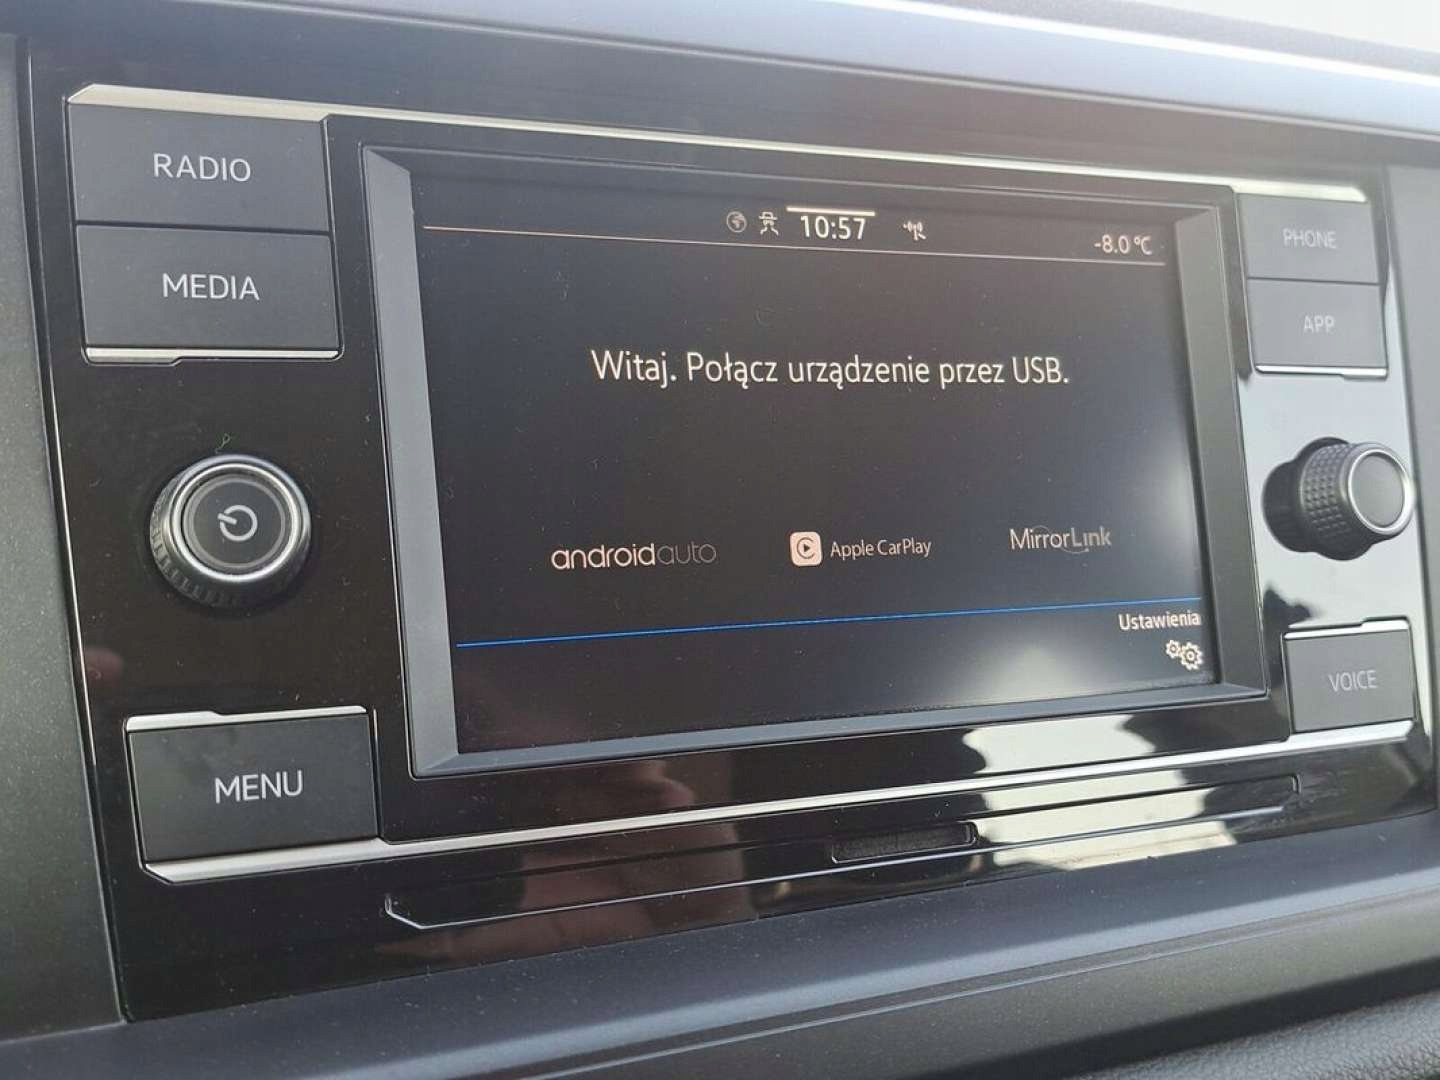 RADIO
MEDIA
MENU
10:57
-8.0 °C
Witaj. Połącz urządzenie przez USB.
androidauto
Apple CarPlay
MirrorLink
Ustawienia
PHONE
APP
VOICE